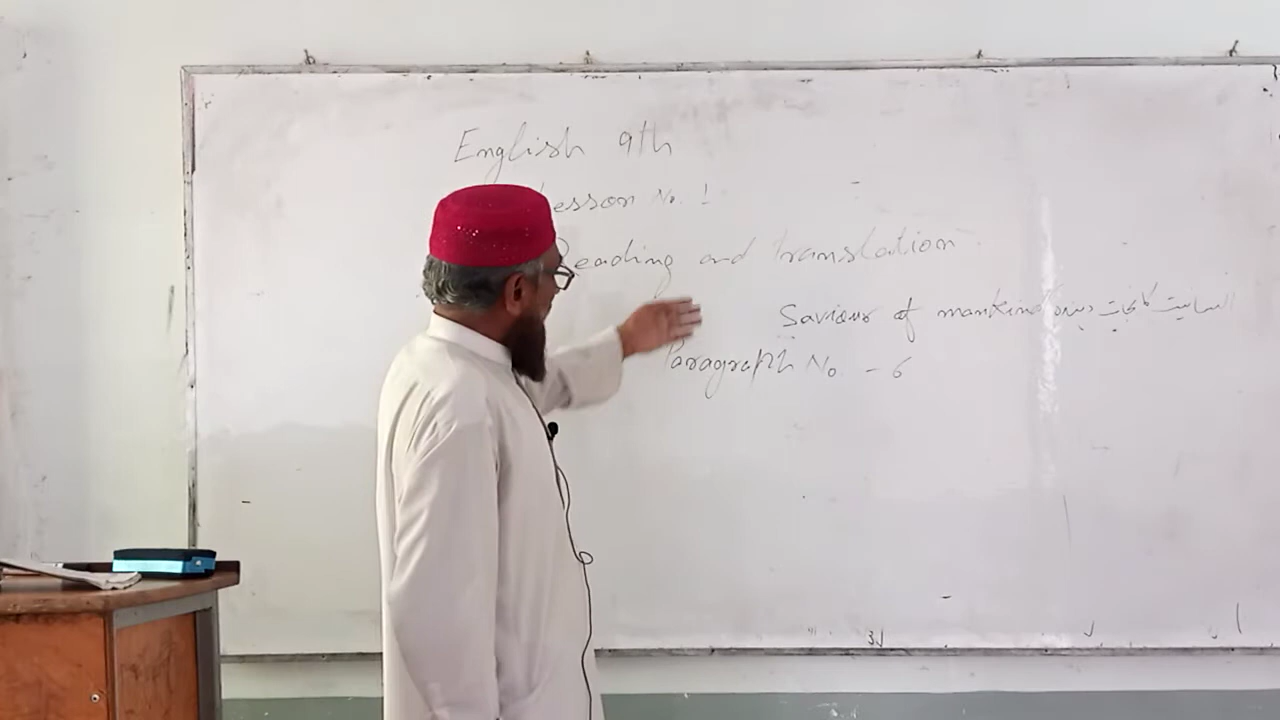 English 9th
Lesson No. 1
Reading and translation
Saviour of mankind انسانیت کا نجات دہندہ
Paragraph No. - 6